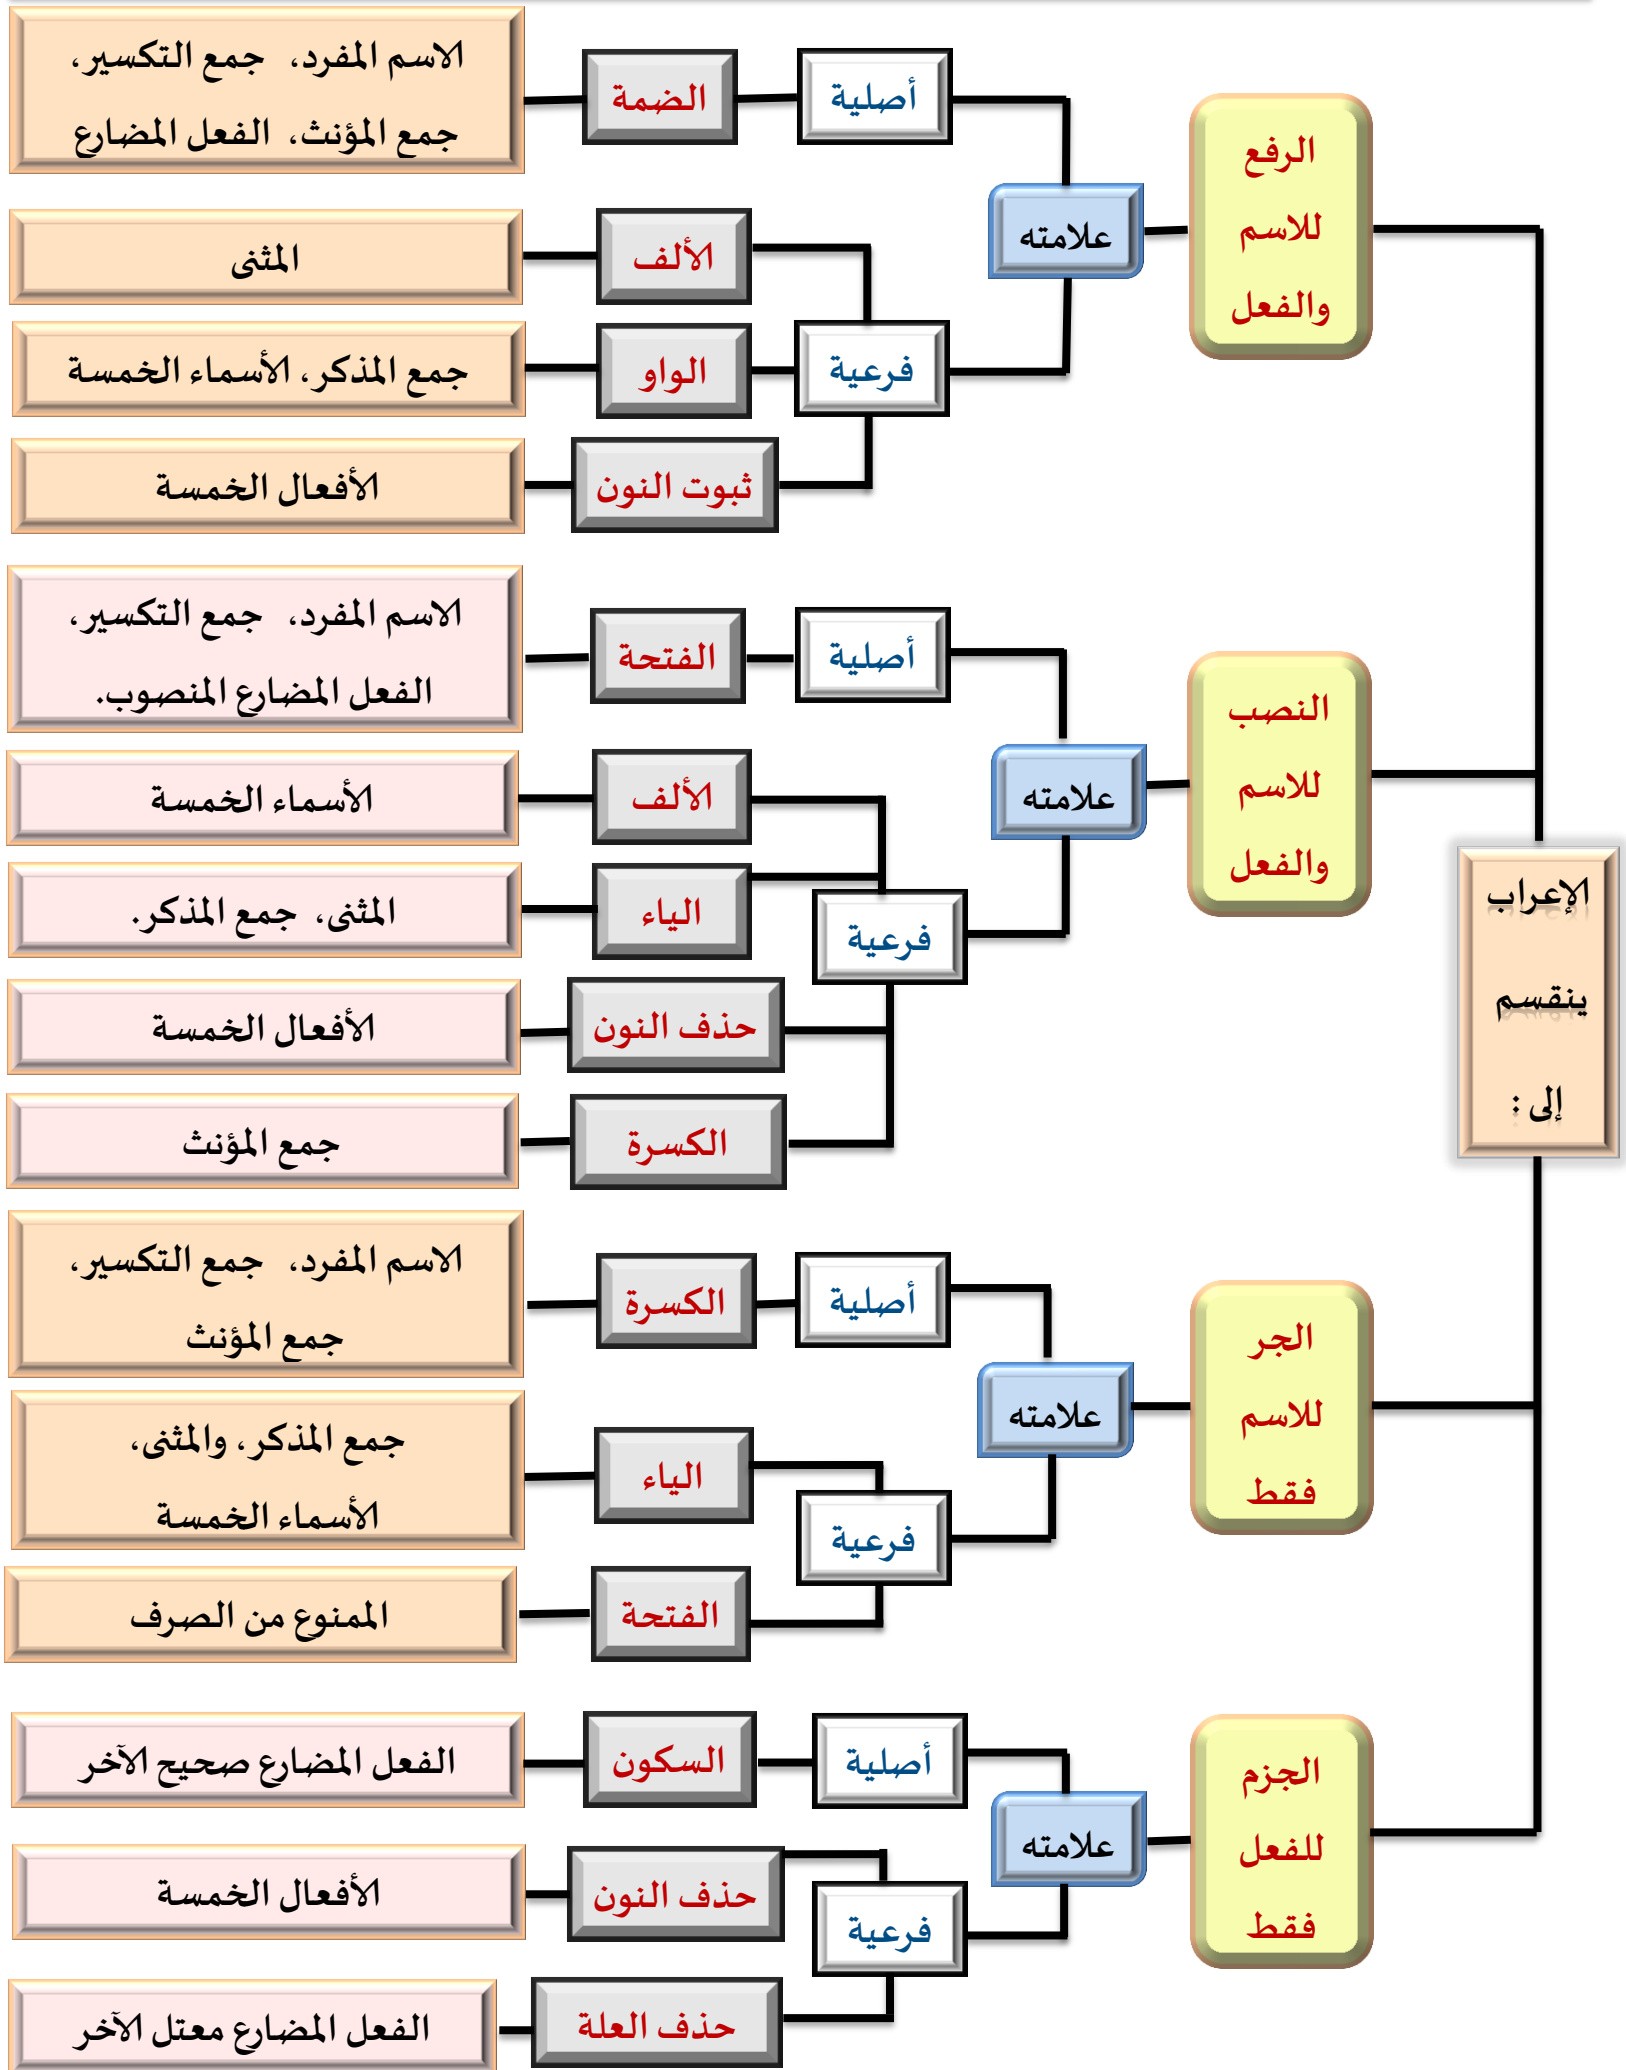 الإعراب
ينقسم
إلى :
الرفع
للاسم
والفعل
علامته
أصلية
الضمة
الاسم المفرد، جمع التكسير،
جمع المؤنث، الفعل المضارع
فرعية
الألف
المثنى
الواو
جمع المذكر، الأسماء الخمسة
ثبوت النون
الأفعال الخمسة
النصب
للاسم
والفعل
علامته
أصلية
الفتحة
الاسم المفرد، جمع التكسير،
الفعل المضارع المنصوب.
فرعية
الألف
الأسماء الخمسة
الياء
المثنى، جمع المذكر.
حذف النون
الأفعال الخمسة
الكسرة
جمع المؤنث
الجر
للاسم
فقط
علامته
أصلية
الكسرة
الاسم المفرد، جمع التكسير،
جمع المؤنث
فرعية
الياء
جمع المذكر، والمثنى،
الأسماء الخمسة
الفتحة
الممنوع من الصرف
الجزم
للفعل
فقط
علامته
أصلية
السكون
الفعل المضارع صحيح الآخر
فرعية
حذف النون
الأفعال الخمسة
حذف العلة
الفعل المضارع معتل الآخر